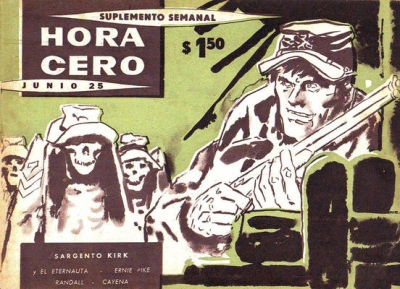 SUPLEMENTO SEMANAL
HORA
CERO
$ 1.50
JUNIO 25
SARGENTO KIRK
y EL ETERNAUTA - ERNIE PIKE
RANDALL - CAYENA